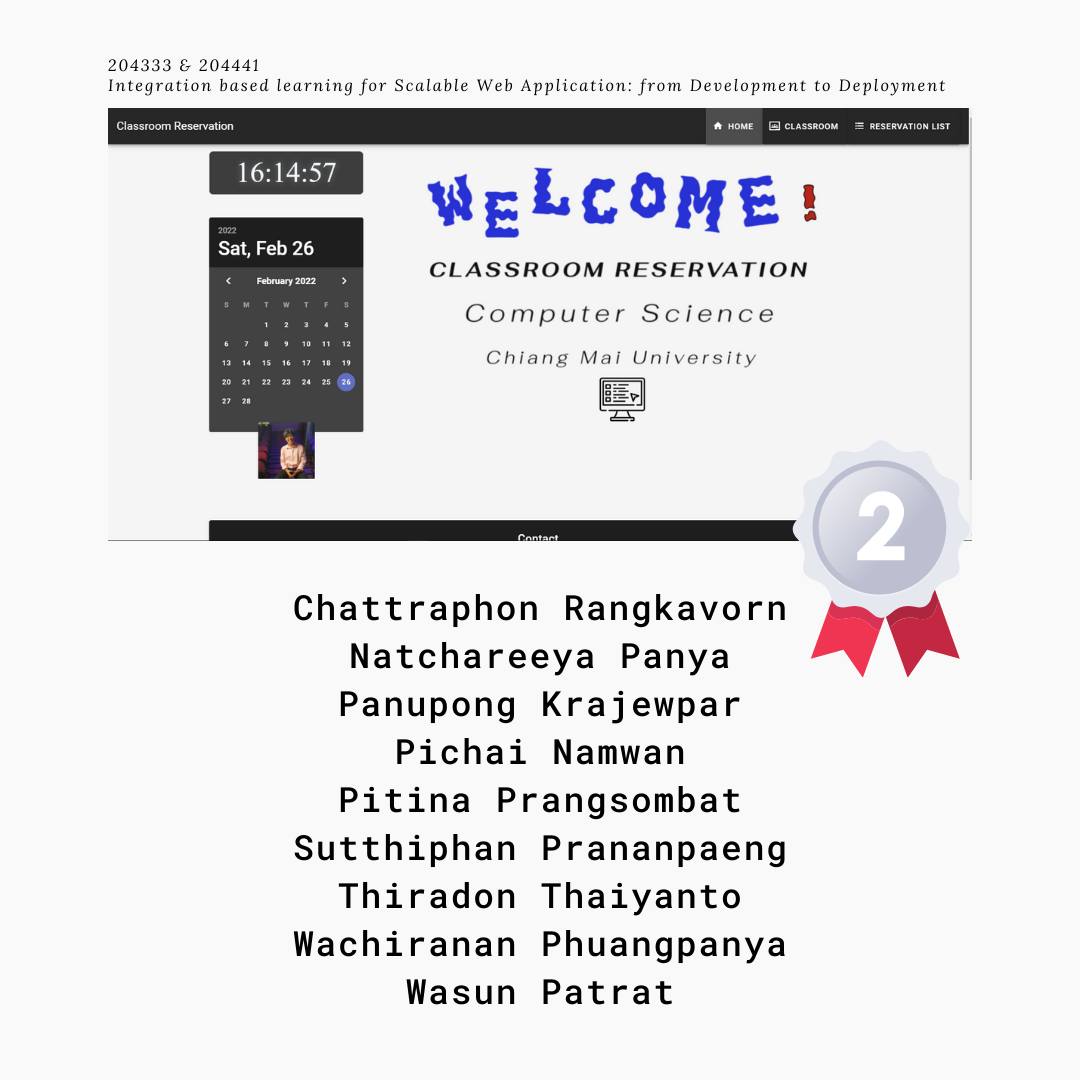 204333 & 204441
Integration based learning for Scalable Web Application: from Development to Deployment
Classroom Reservation
HOME
CLASSROOM
RESERVATION LIST
16:14:57
2022
Sat, Feb 26
February 2022
S M T W T F S
1 2 3 4 5
6 7 8 9 10 11 12
13 14 15 16 17 18 19
20 21 22 23 24 25 26
27 28
WELCOME!
CLASSROOM RESERVATION
Computer Science
Chiang Mai University
Contact
2
Chattraphon Rangkavorn
Natchareeya Panya
Panupong Krajewpar
Pichai Namwan
Pitina Prangsombat
Sutthiphan Prananpaeng
Thiradon Thaiyanto
Wachiranan Phuangpanya
Wasun Patrat